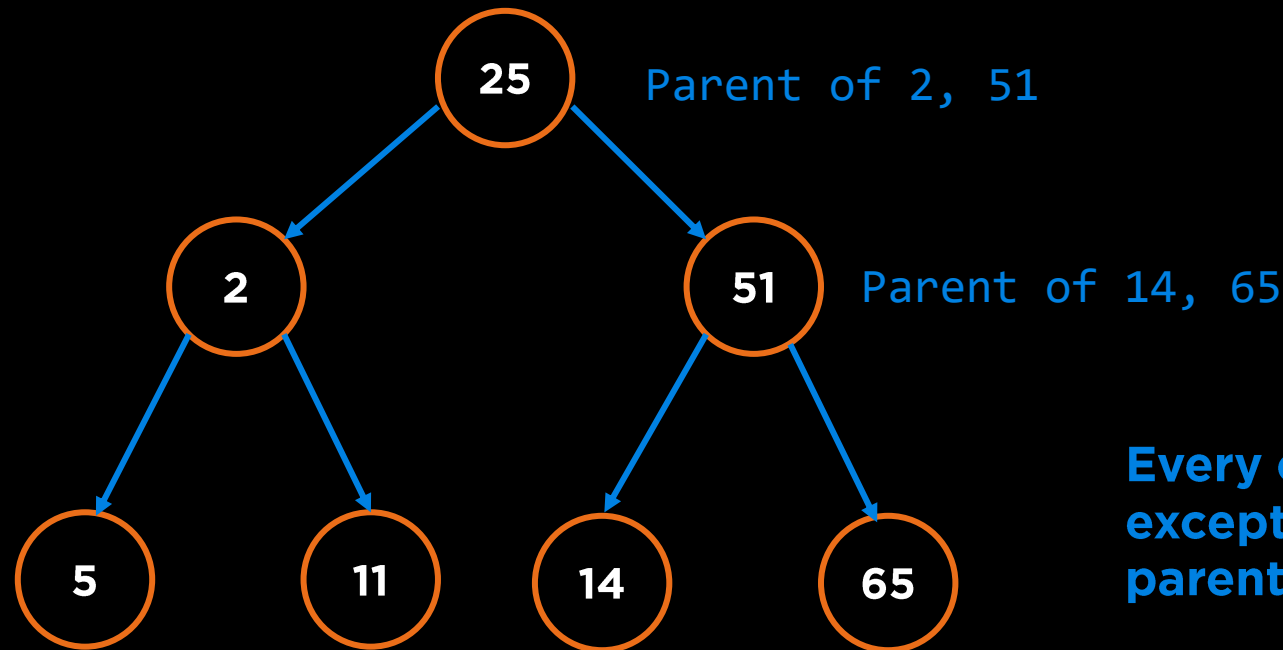 25
Parent of 2, 51
2
51
Parent of 14, 65
Every
except
parent
5
11
14
65